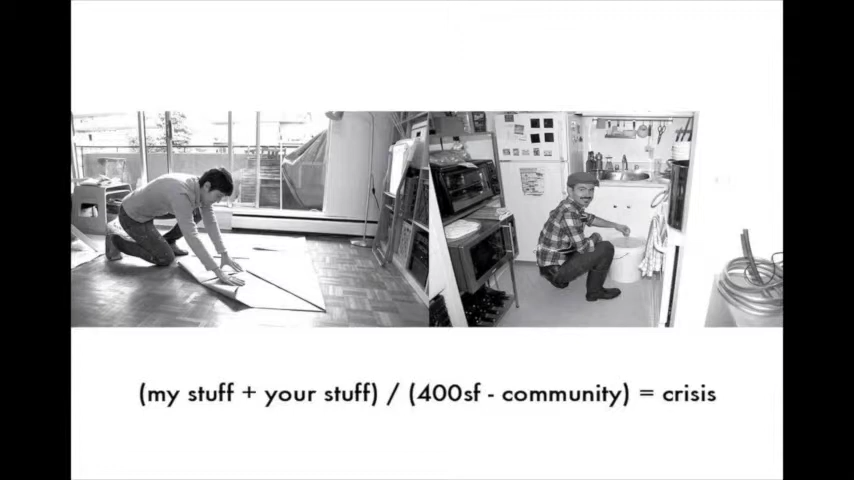 (my stuff + your stuff) / (400sf - community) = crisis